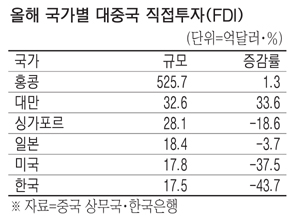 올해 국가별 대중국 직접투자(FDI)
(단위=억달러·%)
국가 규모 증감률
홍콩 525.7 1.3
대만 32.6 33.6
싱가포르 28.1 -18.6
일본 18.4 -3.7
미국 17.8 -37.5
한국 17.5 -43.7
※ 자료=중국 상무국·한국은행